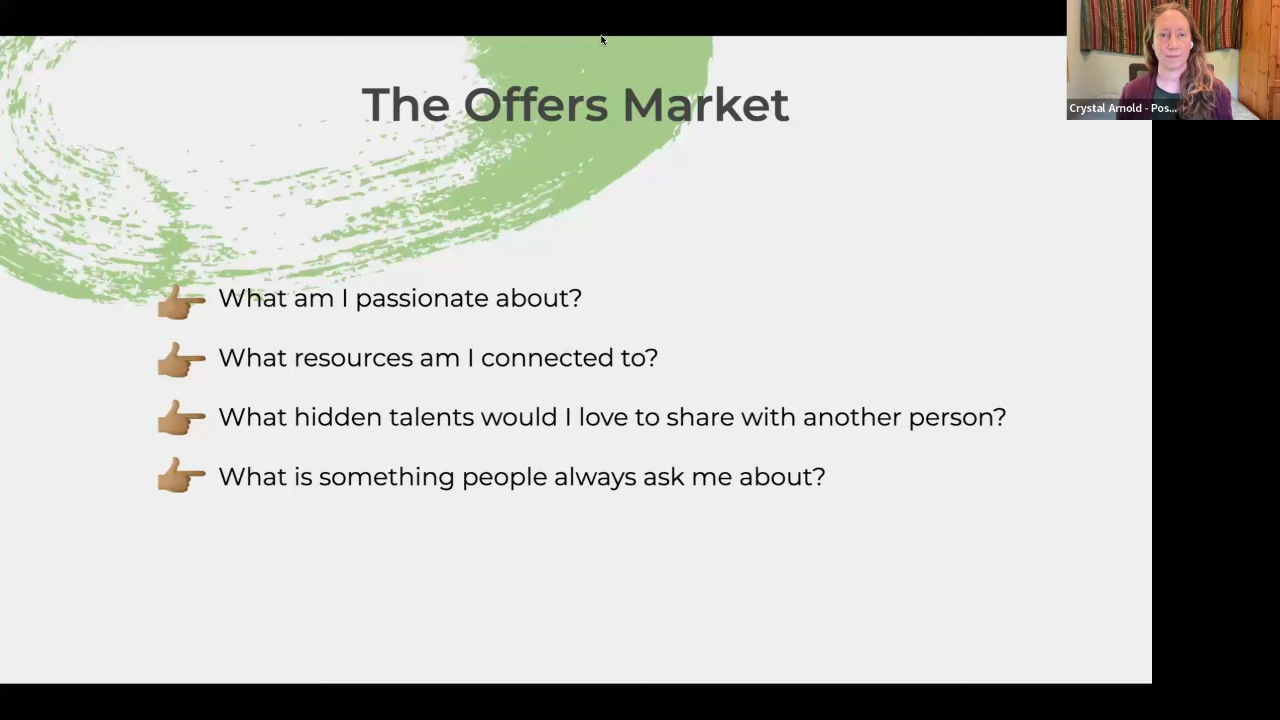 The Offers Market
Crystal Arnold - Pos...
What am I passionate about?
What resources am I connected to?
What hidden talents would I love to share with another person?
What is something people always ask me about?